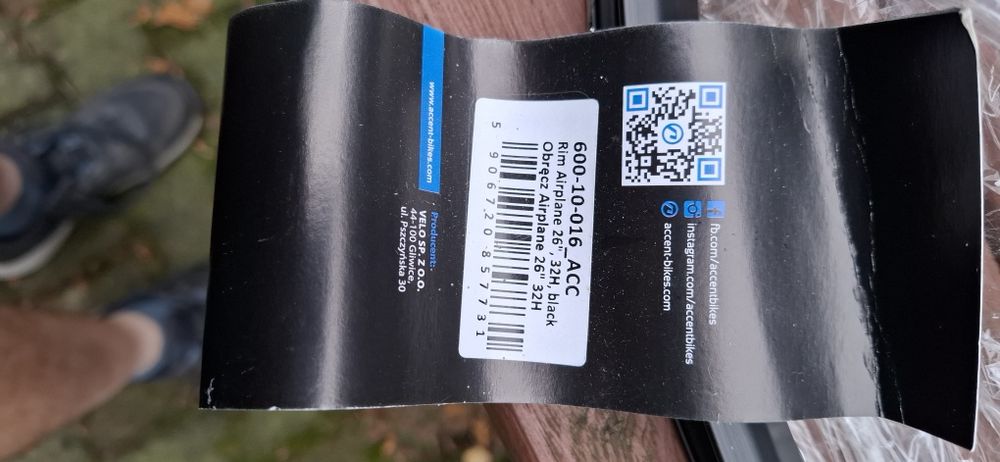 fb.com/accentbikes
instagram.com/accentbikes
accent-bikes.com
600-10-016_ACC
Rim Airplane 26", 32H, black
Obręcz Airplane 26" 32H
5 906720 857731
www.accent-bikes.com
Producent:
VELO SP. Z O.O.
44-100 Gliwice,
ul. Pszczyńska 30